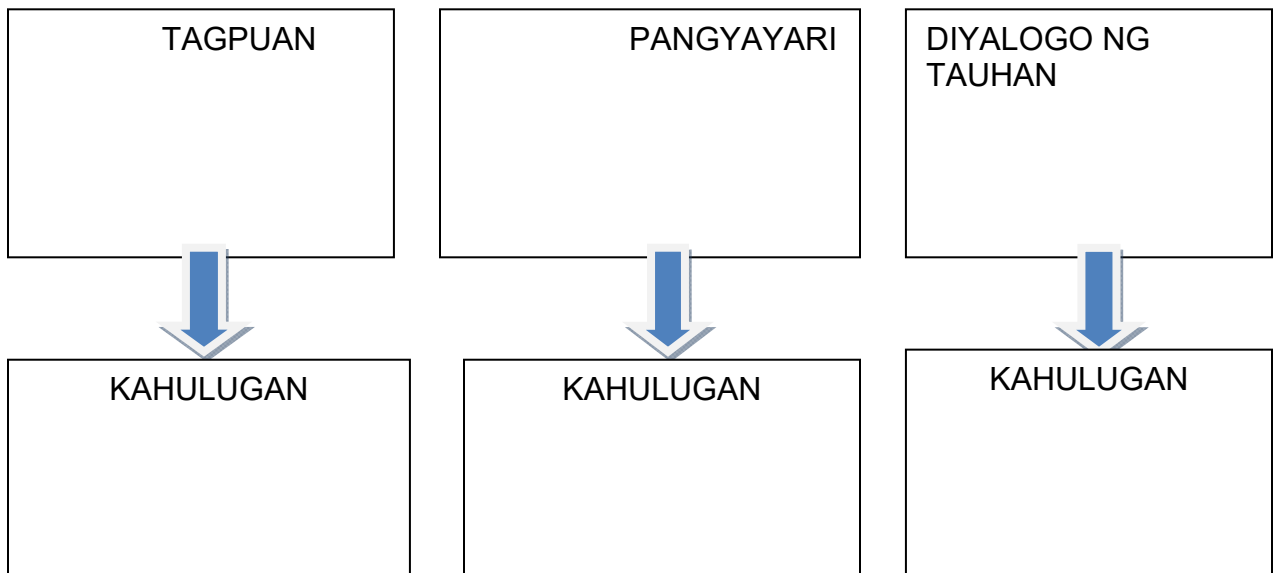 TAGPUAN
PANGYAYARI
DIYALOGO NG
TAUHAN
KAHULUGAN
KAHULUGAN
KAHULUGAN